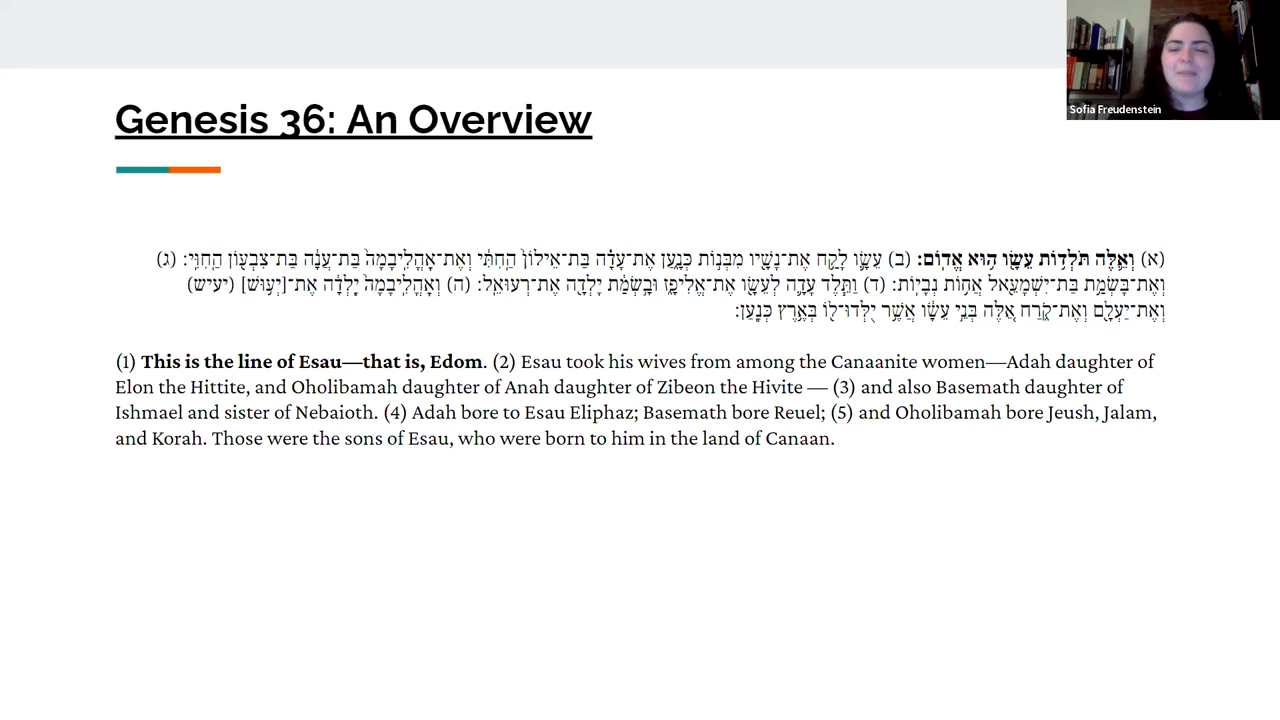 Sofia Freudenstein
Genesis 36: An Overview
(א) וְאֵ֛לֶּה תֹּלְד֥וֹת עֵשָׂ֖ו ה֥וּא אֱדֽוֹם׃ (ב) עֵשָׂ֛ו לָקַ֥ח אֶת־נָשָׁ֖יו מִבְּנ֣וֹת כְּנָ֑עַן אֶת־עָדָ֗ה בַּת־אֵילוֹן֙ הַֽחִתִּ֔י וְאֶת־אׇהֳלִֽיבָמָה֙ בַּת־עֲנָ֔ה בַּת־צִבְע֖וֹן הַֽחִוִּֽי׃ (ג)
וְאֶת־בָּשְׂמַ֥ת בַּת־יִשְׁמָעֵ֖אל אֲח֥וֹת נְבָיֽוֹת׃ (ד) וַתֵּ֧לֶד עָדָ֛ה לְעֵשָׂ֖ו אֶת־אֱלִיפָ֑ז וּבָ֣שְׂמַ֔ת יָלְדָ֖ה אֶת־רְעוּאֵֽל׃ (ה) וְאׇהֳלִֽיבָמָה֙ יָֽלְדָ֔ה אֶת־[יְע֥וּשׁ] (יעיש)
וְאֶת־יַעְלָ֖ם וְאֶת־קֹ֑רַח אֵ֚לֶּה בְּנֵ֣י עֵשָׂ֔ו אֲשֶׁ֥ר יֻלְּדוּ־ל֖וֹ בְּאֶ֥רֶץ כְּנָֽעַן׃
(1) This is the line of Esau—that is, Edom. (2) Esau took his wives from among the Canaanite women—Adah daughter of
Elon the Hittite, and Oholibamah daughter of Anah daughter of Zibeon the Hivite — (3) and also Basemath daughter of
Ishmael and sister of Nebaioth. (4) Adah bore to Esau Eliphaz; Basemath bore Reuel; (5) and Oholibamah bore Jeush, Jalam,
and Korah. Those were the sons of Esau, who were born to him in the land of Canaan.